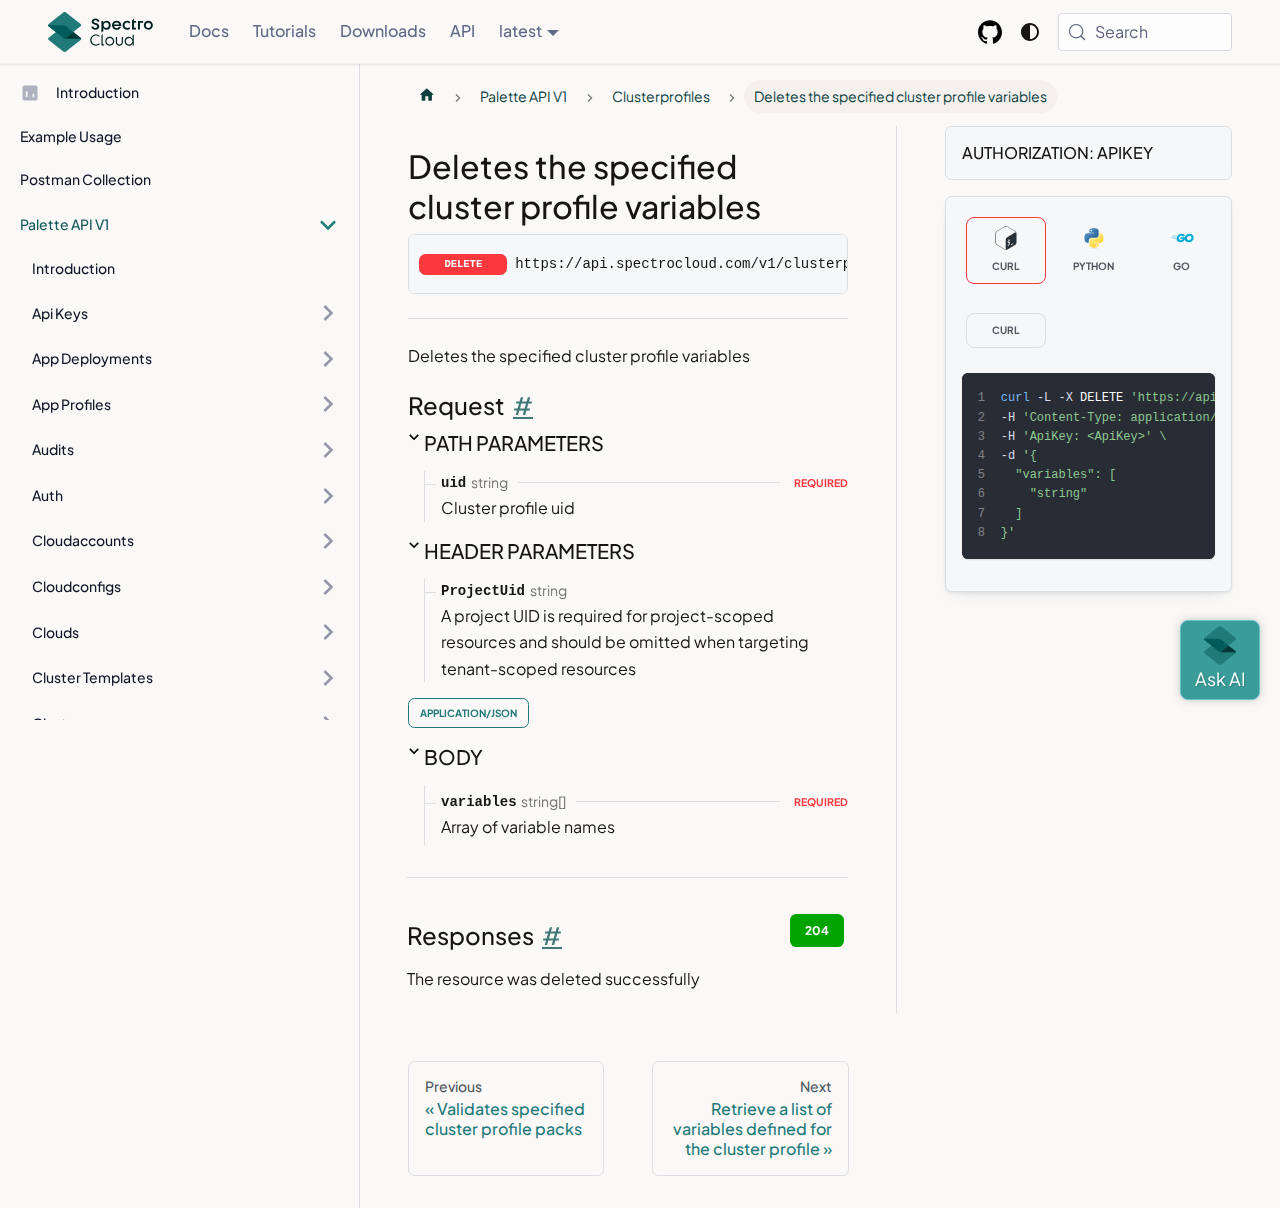 Spectro Cloud
Docs
Tutorials
Downloads
API
latest
Search
Introduction
Example Usage
Postman Collection
Palette API V1
Introduction
Api Keys
App Deployments
App Profiles
Audits
Auth
Cloudaccounts
Cloudconfigs
Clouds
Cluster Templates
Palette API V1
Clusterprofiles
Deletes the specified cluster profile variables
Deletes the specified
cluster profile variables
DELETE https://api.spectrocloud.com/v1/clusterp
Deletes the specified cluster profile variables
Request #
PATH PARAMETERS
uid string REQUIRED
Cluster profile uid
HEADER PARAMETERS
ProjectUid string
A project UID is required for project-scoped
resources and should be omitted when targeting
tenant-scoped resources
APPLICATION/JSON
BODY
variables string[] REQUIRED
Array of variable names
Responses #
204
The resource was deleted successfully
Previous
« Validates specified
cluster profile packs
Next
Retrieve a list of
variables defined for
the cluster profile »
AUTHORIZATION: APIKEY
CURL
PYTHON
GO
GO
CURL
1 curl -L -X DELETE 'https://api
2 -H 'Content-Type: application/
3 -H 'ApiKey: <ApiKey>' \
4 -d '{
5 "variables": [
6 "string"
7 ]
8 }'
Ask AI